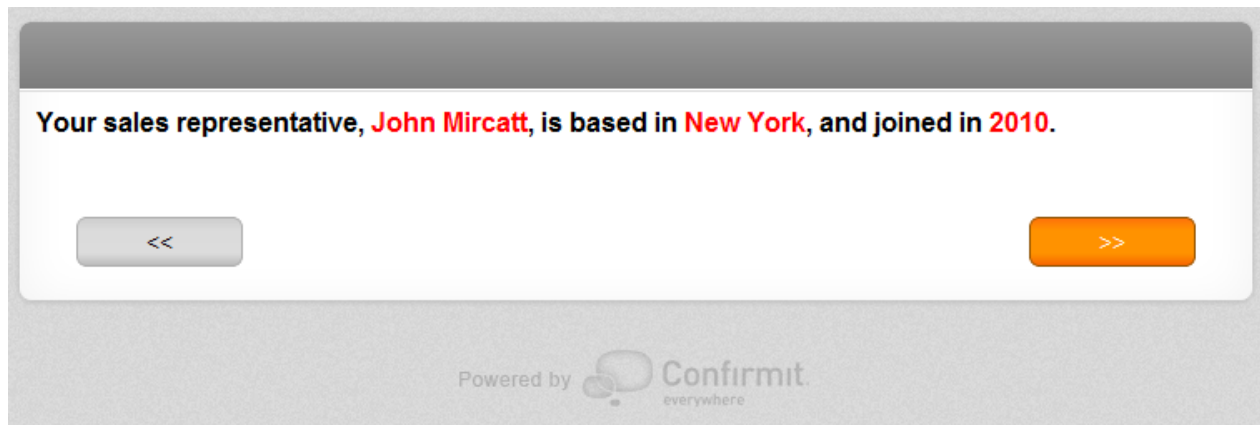 Your sales representative, John Mircatt, is based in New York, and joined in 2010.
<< >>
Powered by Confirmit.
everywhere